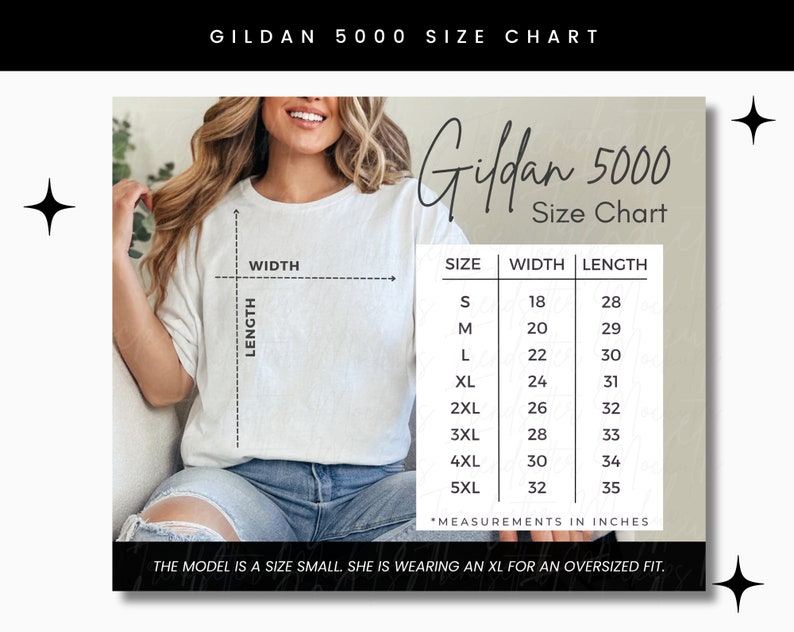 GILDAN 5000 SIZE CHART
Gildan 5000
Size Chart
WIDTH
LENGTH
SIZE WIDTH LENGTH
S 18 28
M 20 29
L 22 30
XL 24 31
2XL 26 32
3XL 28 33
4XL 30 34
5XL 32 35
*MEASUREMENTS IN INCHES
THE MODEL IS A SIZE SMALL. SHE IS WEARING AN XL FOR AN OVERSIZED FIT.